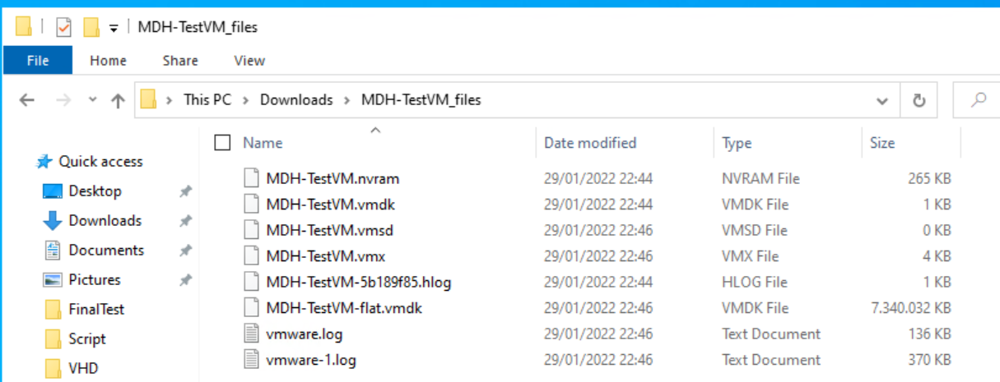 MDH-TestVM_files
File Home Share View
This PC Downloads MDH-TestVM_files
Name Date modified Type Size
Quick access
Desktop
Downloads
Documents
Pictures
FinalTest
Script
VHD
MDH-TestVM.nvram 29/01/2022 22:44 NVRAM File 265 KB
MDH-TestVM.vmdk 29/01/2022 22:44 VMDK File 1 KB
MDH-TestVM.vmsd 29/01/2022 22:46 VMSD File 0 KB
MDH-TestVM.vmx 29/01/2022 22:46 VMX File 4 KB
MDH-TestVM-5b189f85.hlog 29/01/2022 22:44 HLOG File 1 KB
MDH-TestVM-flat.vmdk 29/01/2022 22:46 VMDK File 7.340.032 KB
vmware.log 29/01/2022 22:46 Text Document 136 KB
vmware-1.log 29/01/2022 22:46 Text Document 370 KB